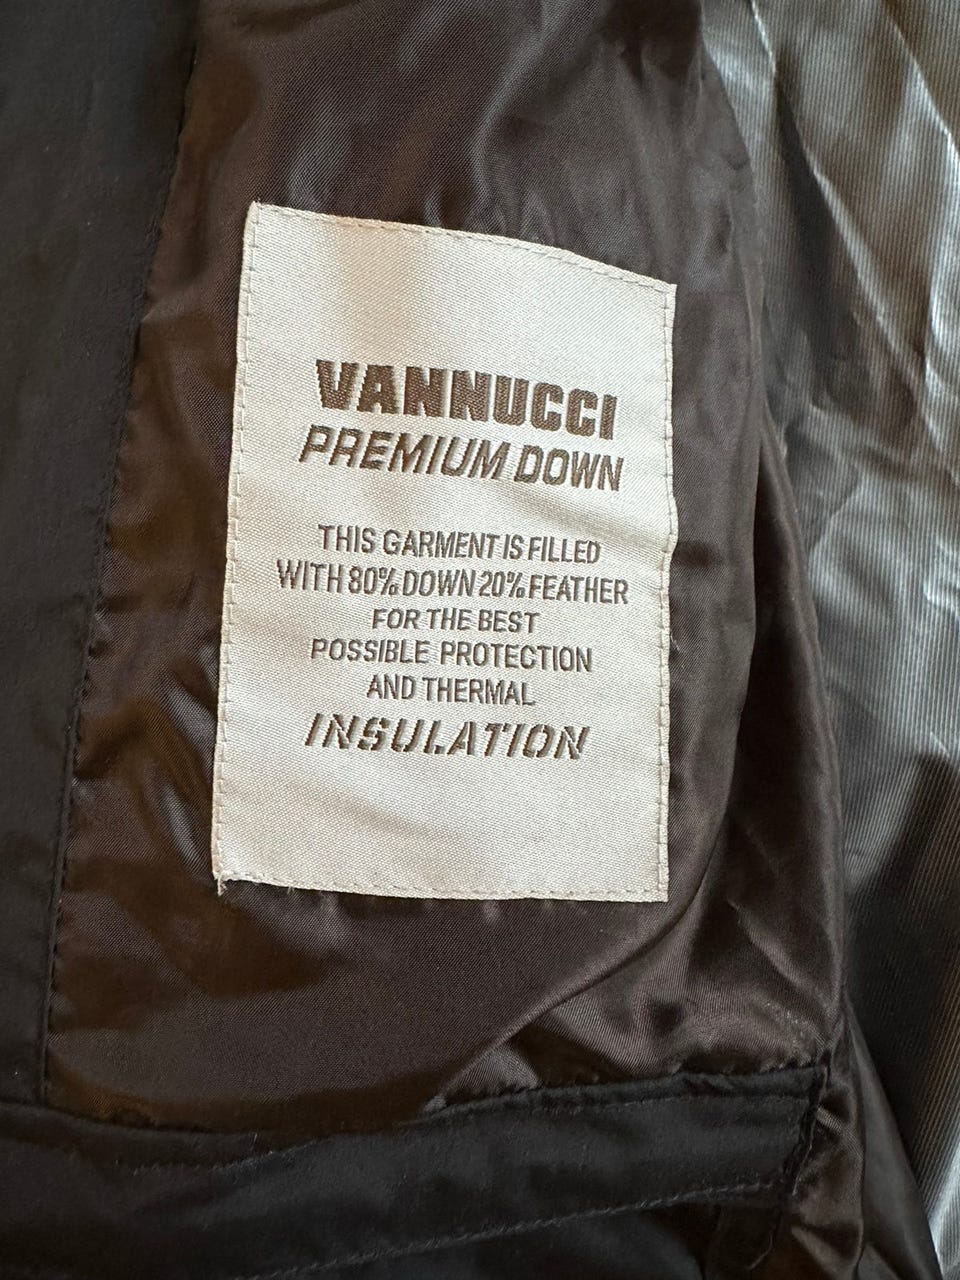 VANNUCCI
PREMIUM DOWN
THIS GARMENT IS FILLED
WITH 80% DOWN 20% FEATHER
FOR THE BEST
POSSIBLE PROTECTION
AND THERMAL
INSULATION